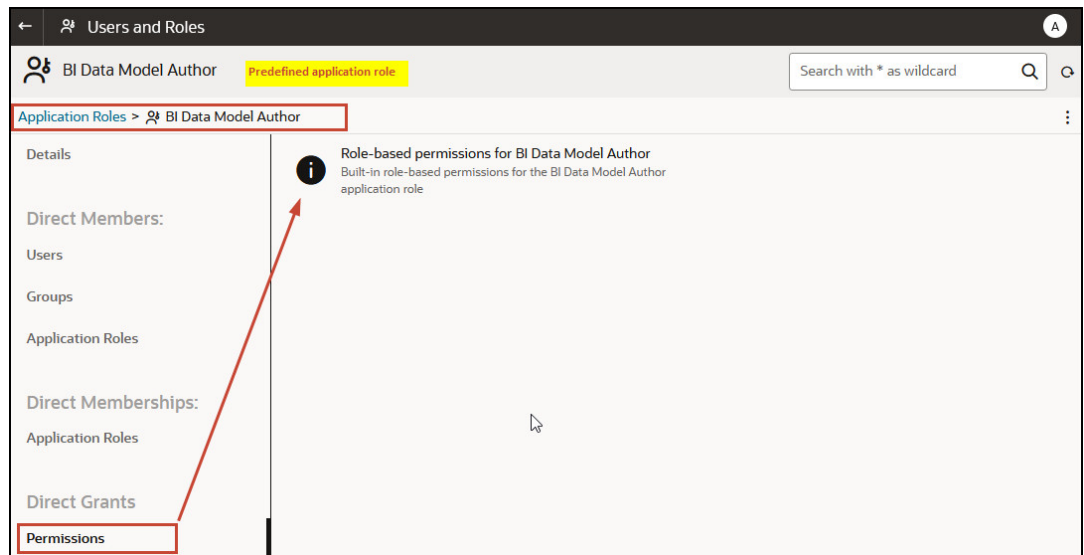 Users and Roles
A
BI Data Model Author
Predefined application role
Search with * as wildcard
Application Roles > BI Data Model Author
Details
Role-based permissions for BI Data Model Author
Built-in role-based permissions for the BI Data Model Author
application role
Direct Members:
Users
Groups
Application Roles
Direct Memberships:
Application Roles
Direct Grants
Permissions